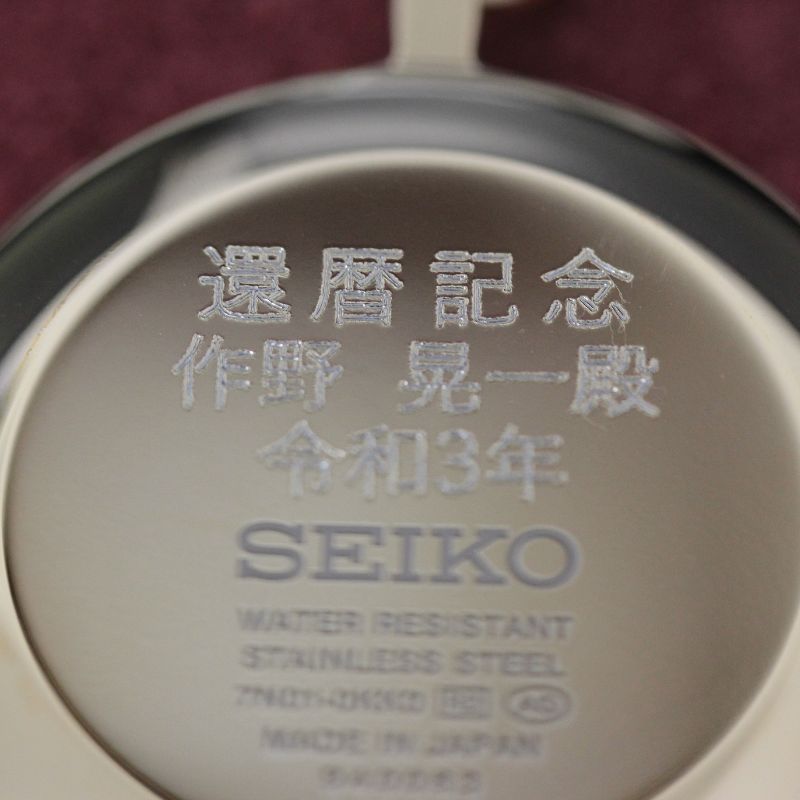 還暦記念
作野 晃一殿
令和3年
SEIKO
WATER RESISTANT
STAINLESS STEEL
MADE IN JAPAN